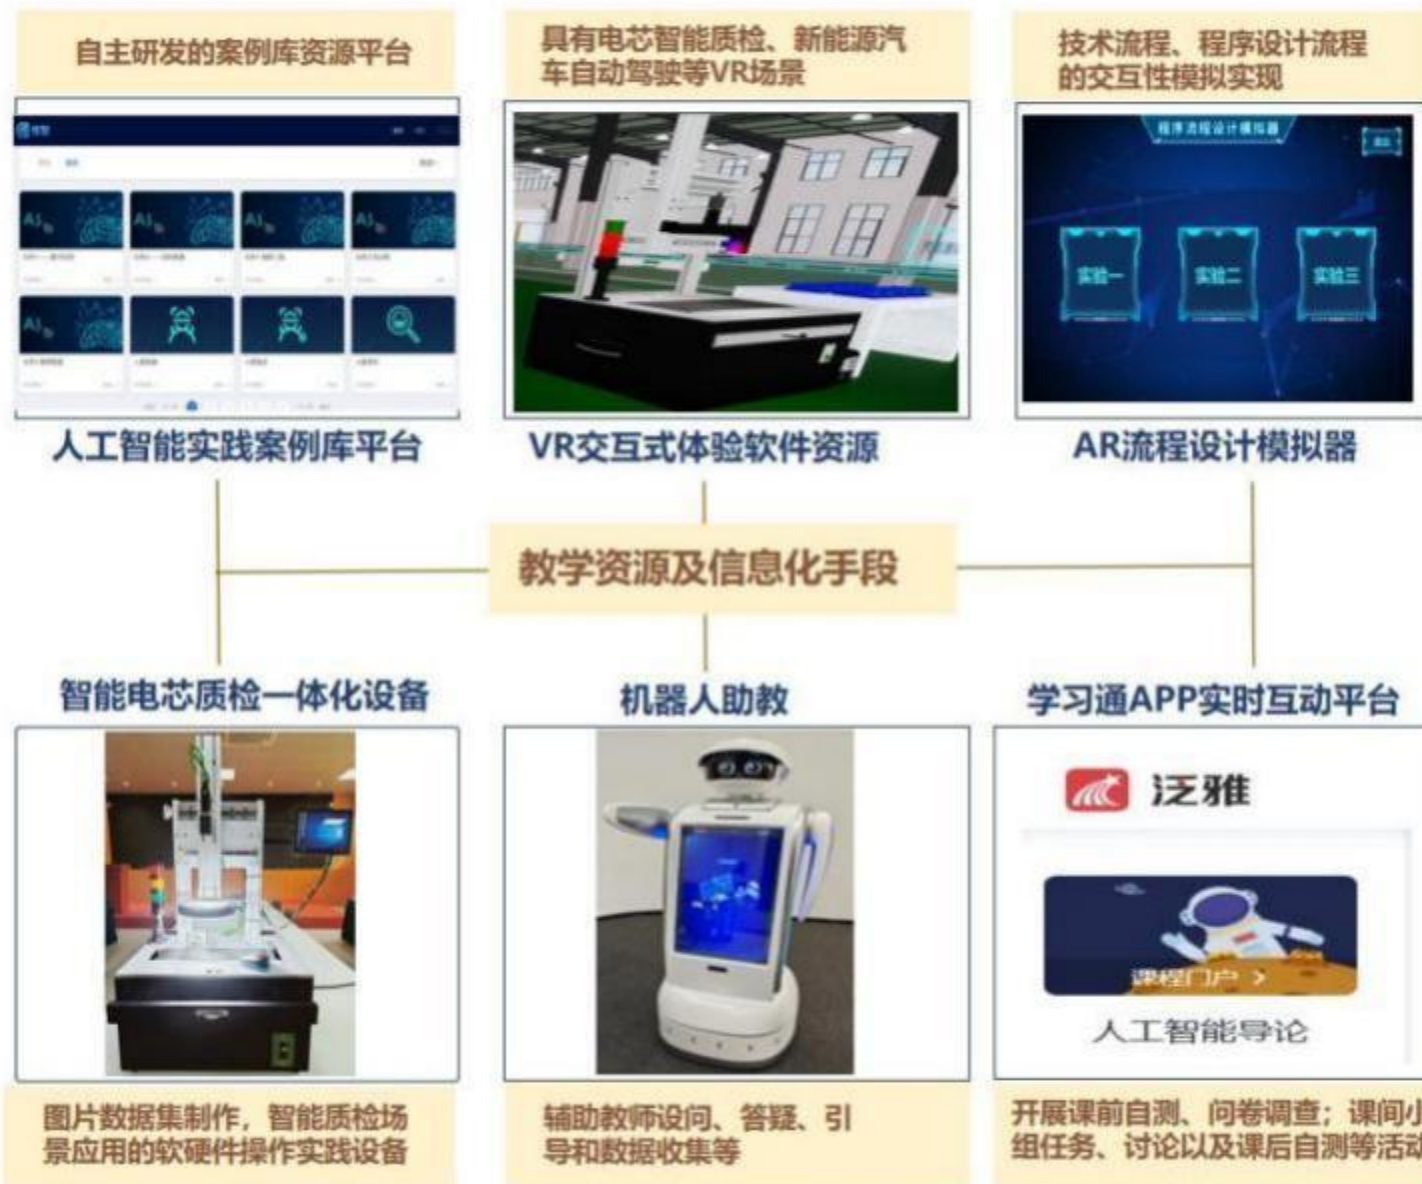 自主研发的案例库资源平台
具有电芯智能质检、新能源汽
车自动驾驶等VR场景
技术流程、程序设计流程
的交互性模拟实现
AI
AI
AI
AI
AI
程序流程设计模拟器
实验一
实验二
实验三
人工智能实践案例库平台
VR交互式体验软件资源
AR流程设计模拟器
教学资源及信息化手段
智能电芯质检一体化设备
机器人助教
学习通APP实时互动平台
泛雅
课程门户 >
人工智能导论
图片数据集制作，智能质检场
景应用的软硬件操作实践设备
辅助教师设问、答疑、引
导和数据收集等
开展课前自测、问卷调查；课间小
组任务、讨论以及课后自测等活动